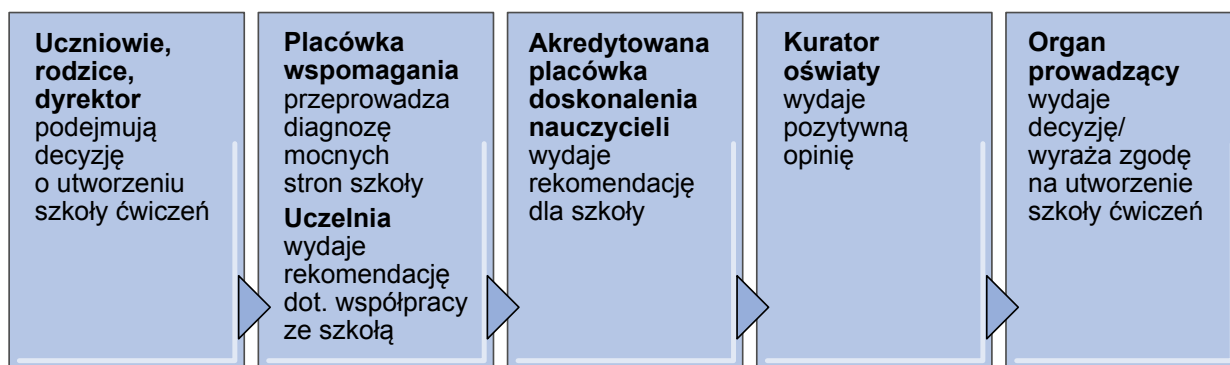 Uczniowie,
rodzice,
dyrektor
podejmują
decyzję
o utworzeniu
szkoły ćwiczeń
Placówka
wspomagania
przeprowadza
diagnozę
mocnych
stron szkoły
Uczelnia
wydaje
rekomendację
dot. współpracy
ze szkołą
Akredytowana
placówka
doskonalenia
nauczycieli
wydaje
rekomendację
dla szkoły
Kurator
oświaty
wydaje
pozytywną
opinię
Organ
prowadzący
wydaje
decyzję/
wyraża zgodę
na utworzenie
szkoły ćwiczeń